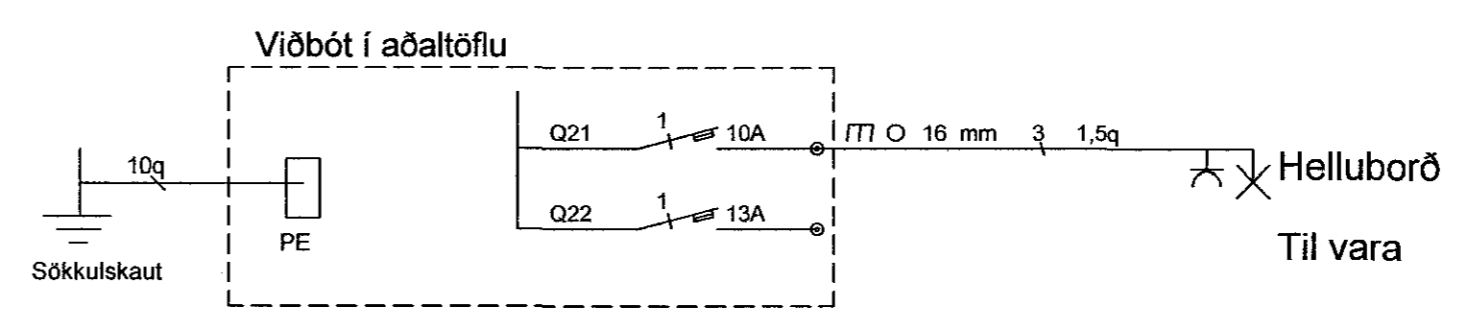 Viðbót í aðaltöflu
Q21 1 10A 16 mm 3 1,5q
Helluborð
10q
PE
Sökkulskaut
Q22 1 13A
Til vara